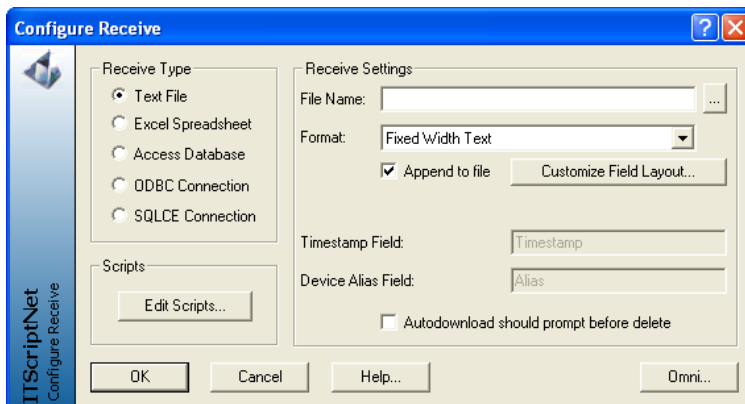 Configure Receive
Receive Type
Text File
Excel Spreadsheet
Access Database
ODBC Connection
SQLCE Connection
Scripts
Edit Scripts...
Receive Settings
File Name:
...
Format: Fixed Width Text
Append to file Customize Field Layout...
Timestamp Field: Timestamp
Device Alias Field: Alias
Autodownload should prompt before delete
OK Cancel Help... Omni...
ITScriptNet
Configure Receive